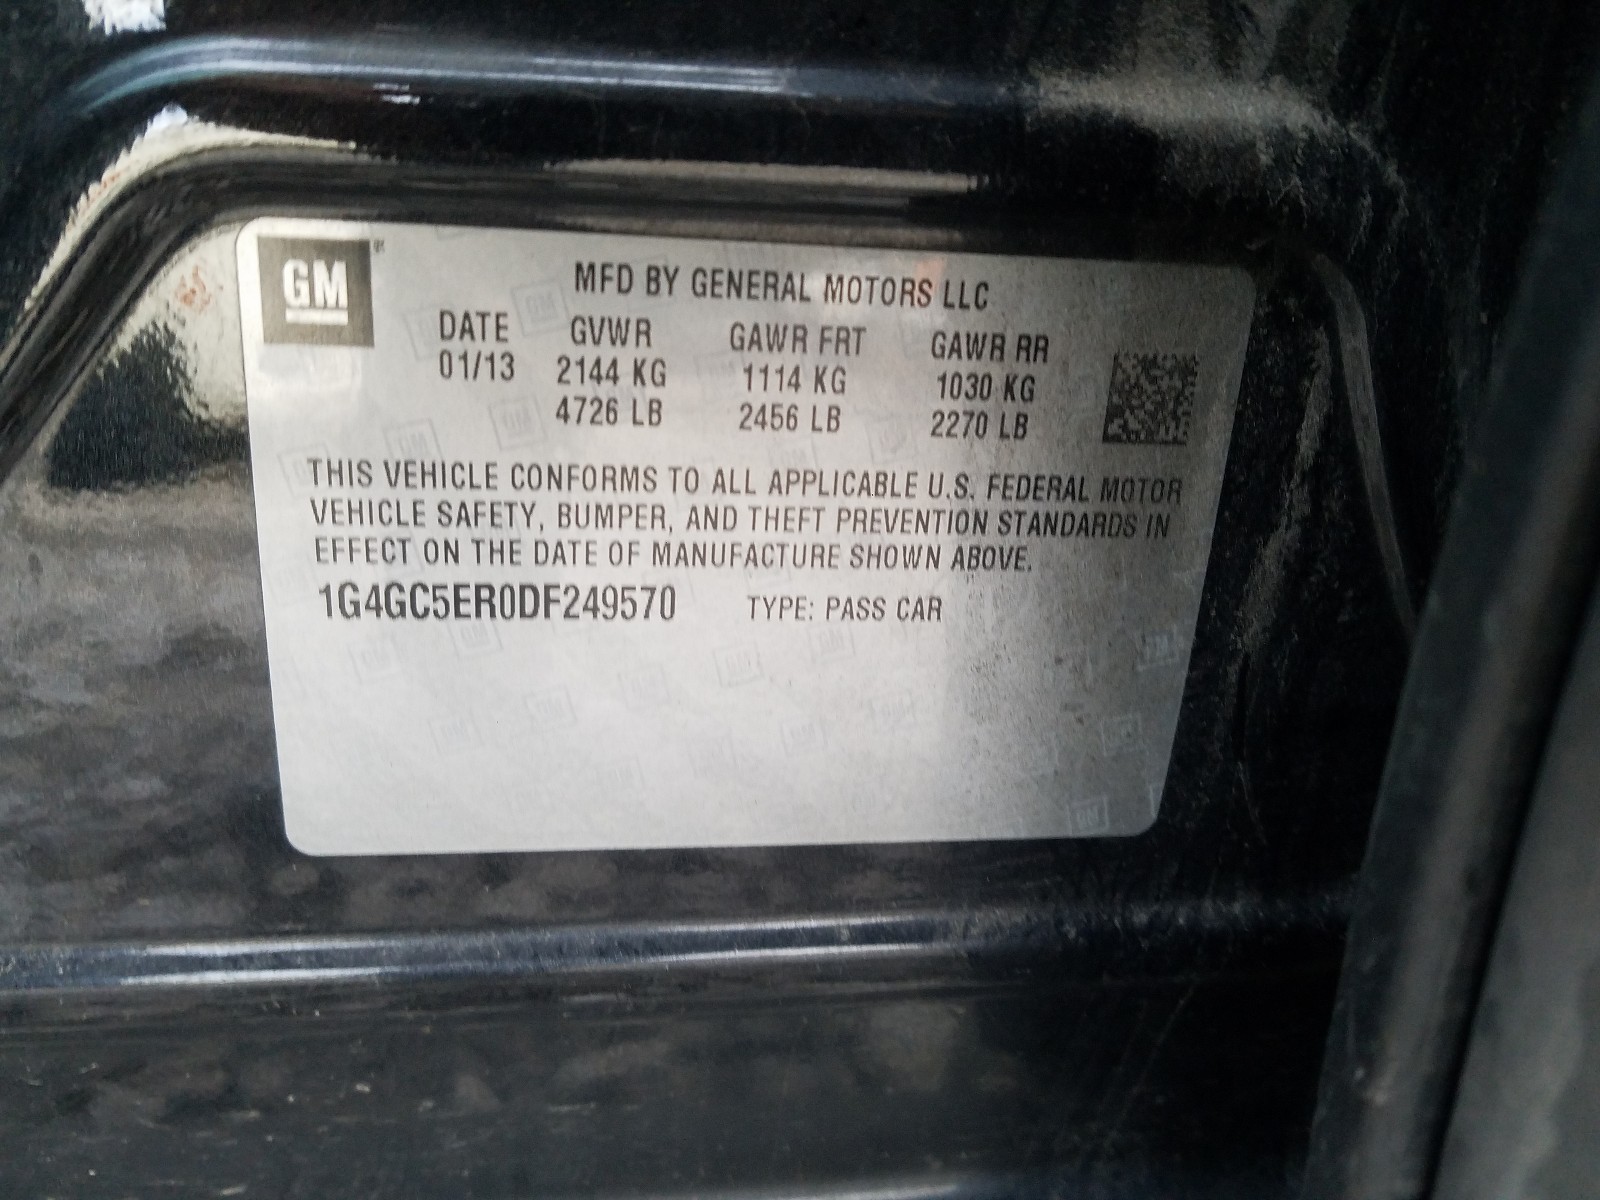 GM
MFD BY GENERAL MOTORS LLC
DATE GVWR GAWR FRT GAWR RR
01/13 2144 KG 1114 KG 1030 KG
4726 LB 2456 LB 2270 LB
THIS VEHICLE CONFORMS TO ALL APPLICABLE U.S. FEDERAL MOTOR
VEHICLE SAFETY, BUMPER, AND THEFT PREVENTION STANDARDS IN
EFFECT ON THE DATE OF MANUFACTURE SHOWN ABOVE.
1G4GC5ER0DF249570 TYPE: PASS CAR